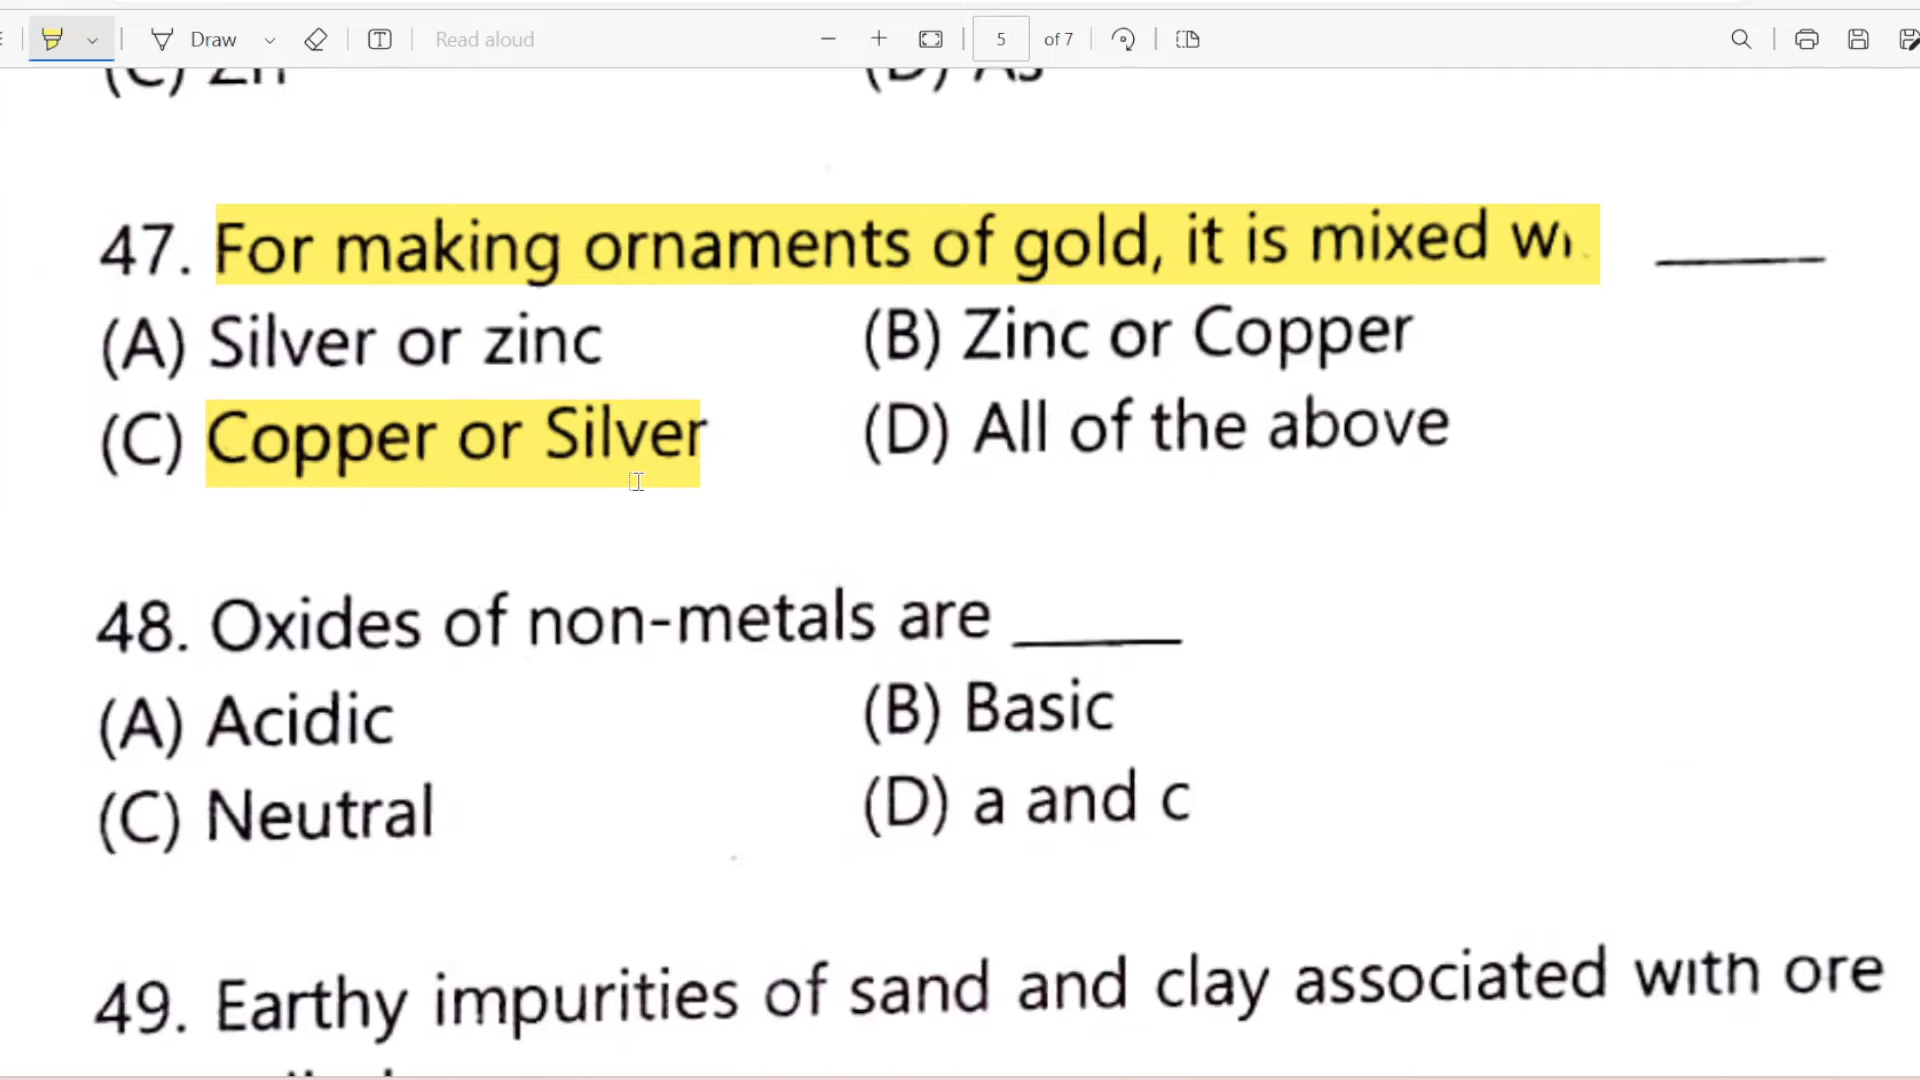 Draw
Read aloud
5 of 7
(C) Zn (D) As
47. For making ornaments of gold, it is mixed
(A) Silver or zinc (B) Zinc or Copper
(C) Copper or Silver (D) All of the above
48. Oxides of non-metals are
(A) Acidic (B) Basic
(C) Neutral (D) a and c
49. Earthy impurities of sand and clay associated with ore